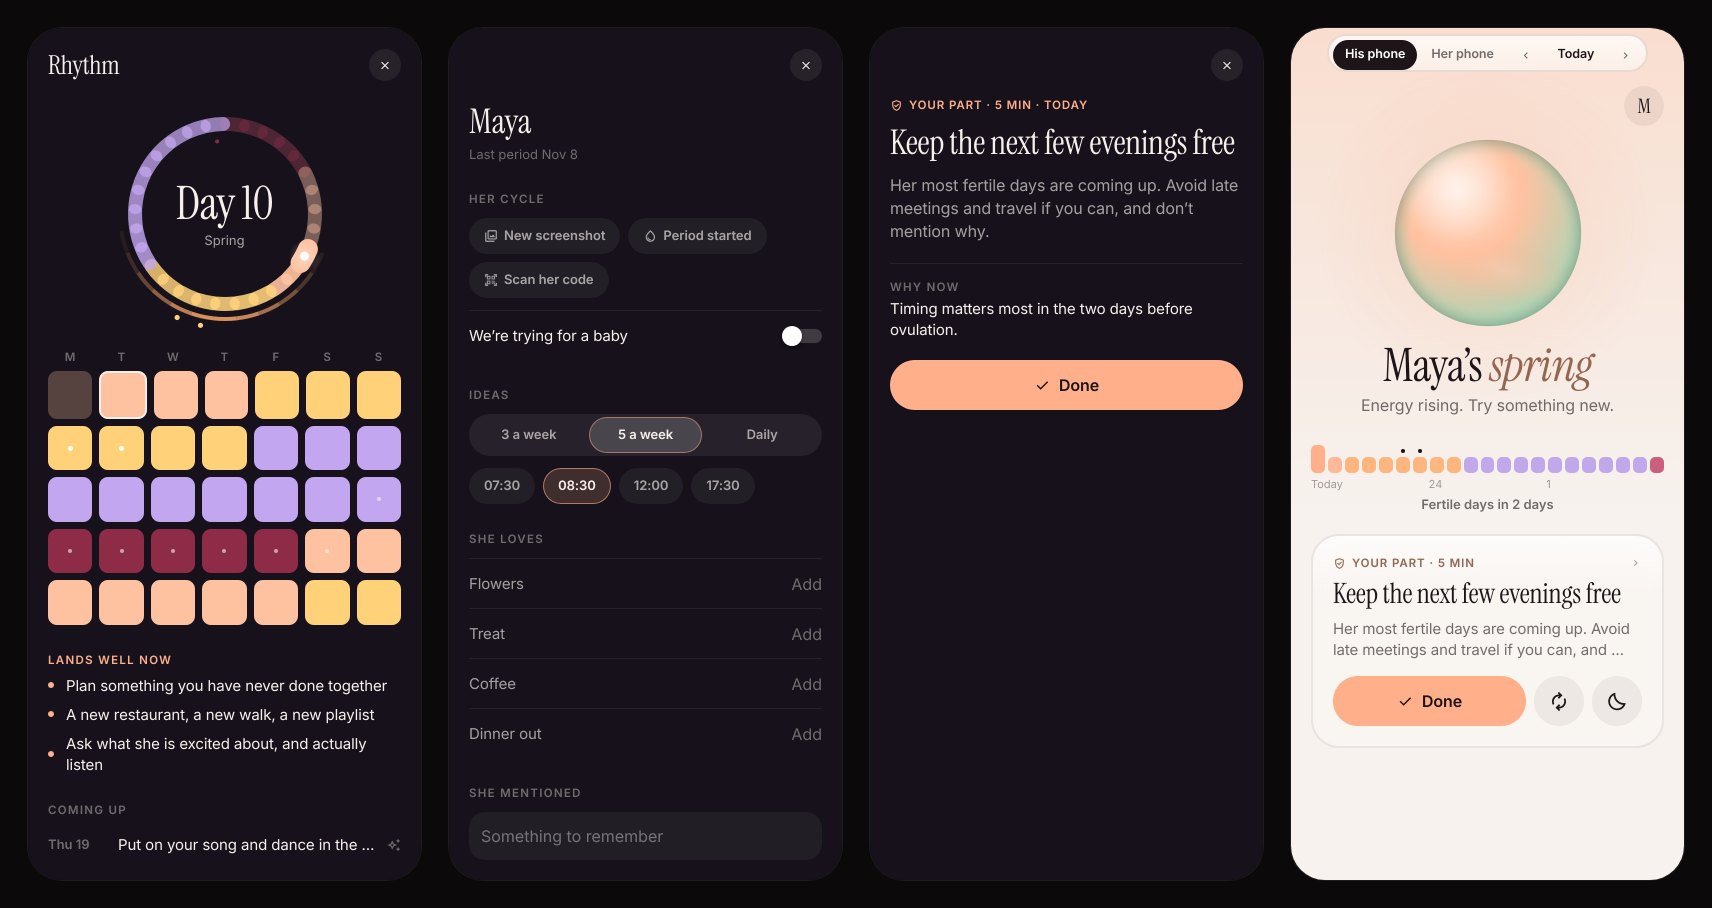 Rhythm
Day 10
Spring
M T W T F S S
LANDS WELL NOW
Plan something you have never done together
A new restaurant, a new walk, a new playlist
Ask what she is excited about, and actually
listen
COMING UP
Thu 19 Put on your song and dance in the ...
Maya
Last period Nov 8
HER CYCLE
New screenshot
Period started
Scan her code
We’re trying for a baby
IDEAS
3 a week
5 a week
Daily
07:30
08:30
12:00
17:30
SHE LOVES
Flowers Add
Treat Add
Coffee Add
Dinner out Add
SHE MENTIONED
Something to remember
YOUR PART · 5 MIN · TODAY
Keep the next few evenings free
Her most fertile days are coming up. Avoid late
meetings and travel if you can, and don’t
mention why.
WHY NOW
Timing matters most in the two days before
ovulation.
Done
His phone
Her phone
Today
M
Maya’s spring
Energy rising. Try something new.
Today 24 1
Fertile days in 2 days
YOUR PART · 5 MIN
Keep the next few evenings free
Her most fertile days are coming up. Avoid
late meetings and travel if you can, and ...
Done